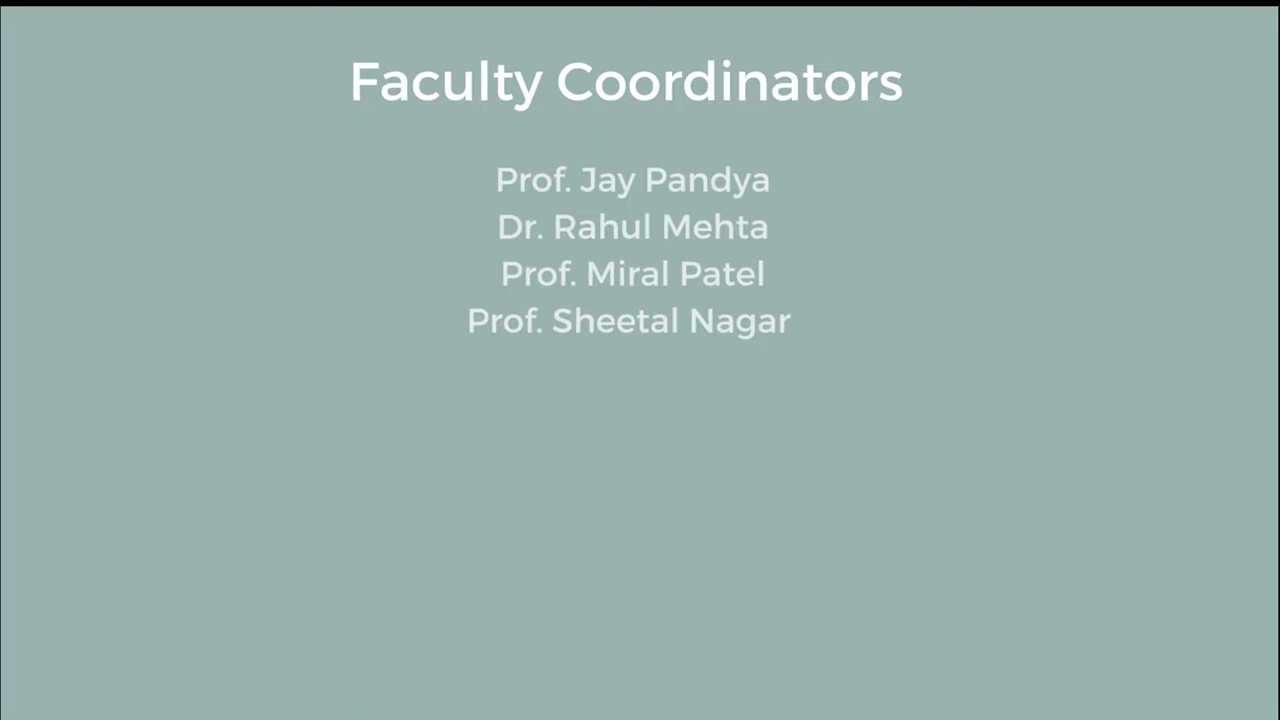 Faculty Coordinators
Prof. Jay Pandya
Dr. Rahul Mehta
Prof. Miral Patel
Prof. Sheetal Nagar